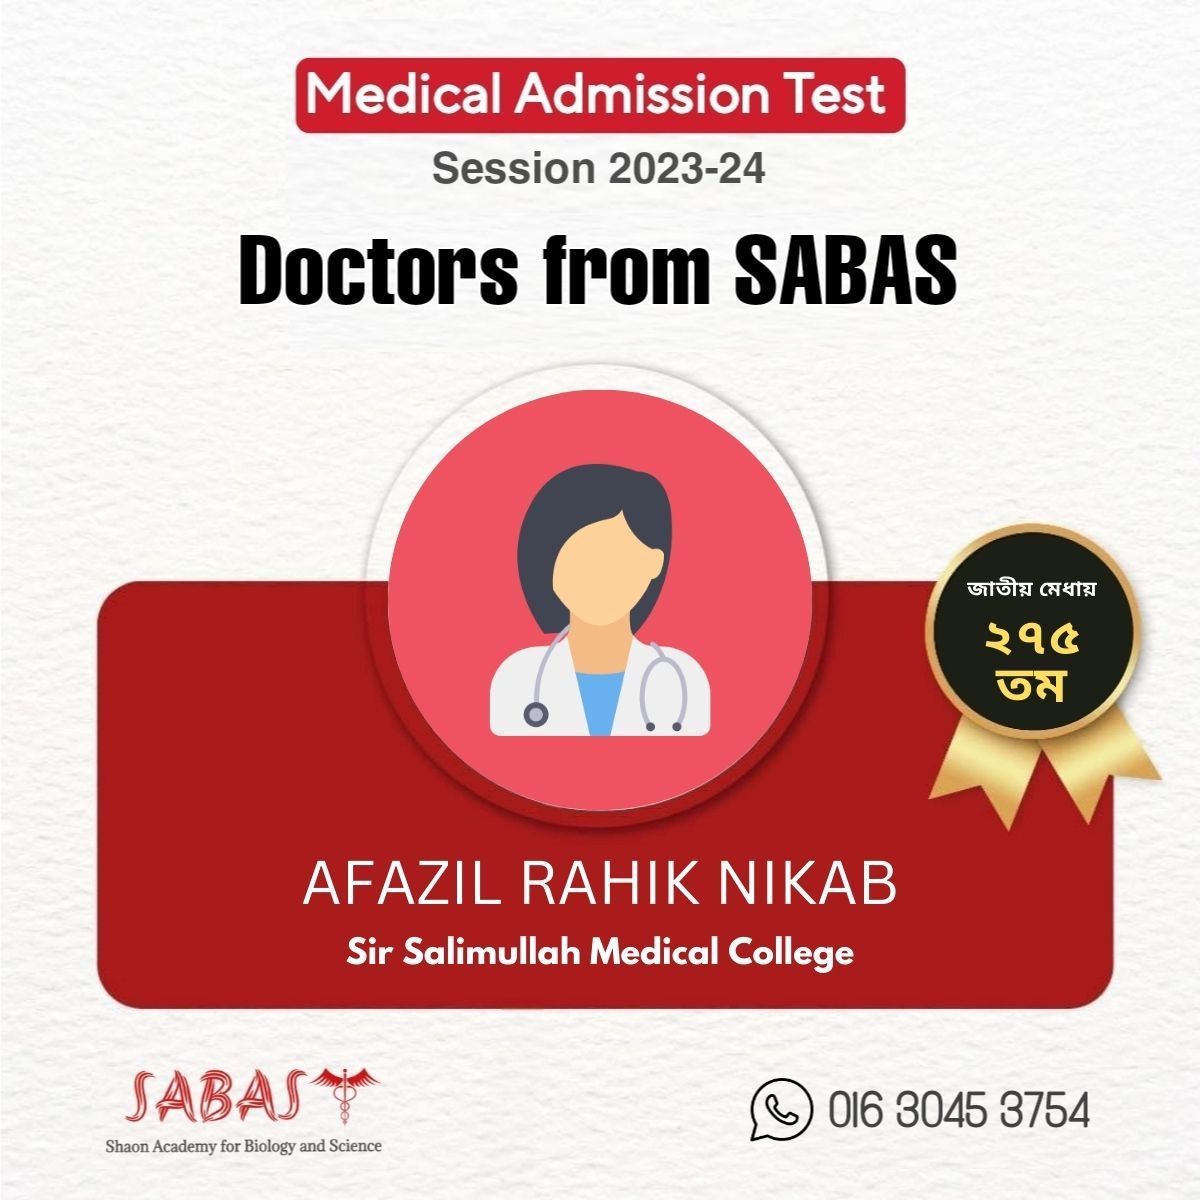 Medical Admission Test
Session 2023-24
Doctors from SABAS
জাতীয় মেধায়
২৭৫
তম
AFAZIL RAHIK NIKAB
Sir Salimullah Medical College
SABAS
Shaon Academy for Biology and Science
016 3045 3754